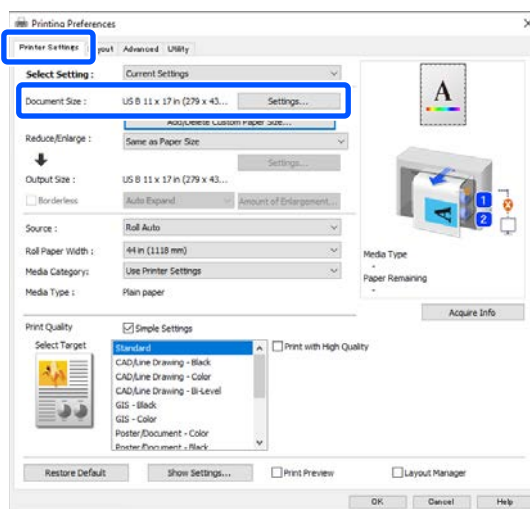 Printing Preferences
Printer Settings yout Advanced Utility
Select Setting : Current Settings
Document Size : US B 11 x 17 in (279 x 43... Settings...
Add/Delete Custom Paper Size...
Reduce/Enlarge : Same as Paper Size
Settings...
Output Size : US B 11 x 17 in (279 x 43...
Borderless Auto Expand Amount of Enlargement...
Source : Roll Auto
Roll Paper Width : 44 in (1118 mm)
Media Category: Use Printer Settings
Media Type : Plain paper
Print Quality Simple Settings
Select Target
Standard
CAD/Line Drawing - Black
CAD/Line Drawing - Color
CAD/Line Drawing - Bi-Level
GIS - Black
GIS - Color
Poster/Document - Color
Poster/Document - Black
Print with High Quality
A
A
1
2
Media Type
-
Paper Remaining
-
Acquire Info
Restore Default Show Settings... Print Preview Layout Manager
OK Cancel Help